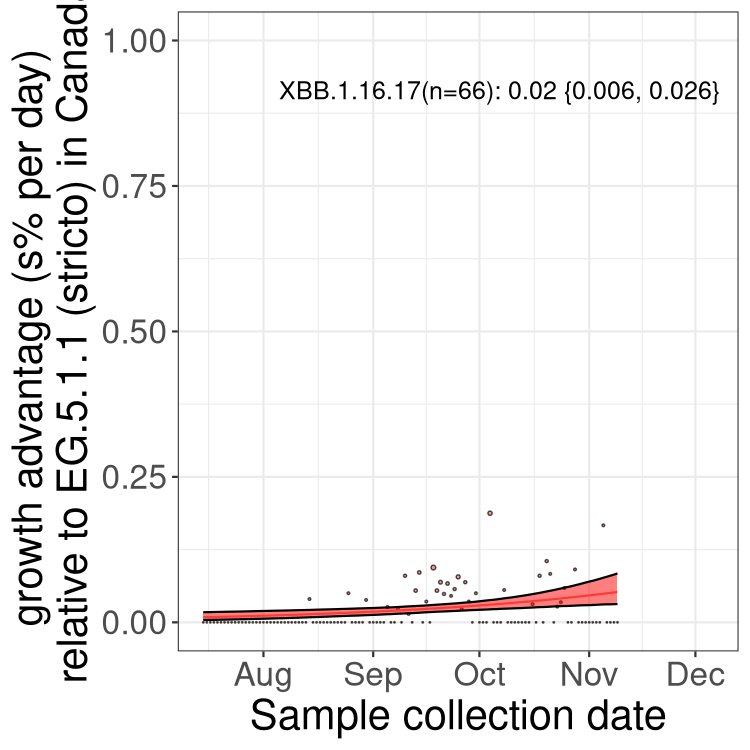 growth advantage (s% per day)
relative to EG.5.1.1 (stricto) in Canada
1.00
0.75
0.50
0.25
0.00
XBB.1.16.17(n=66): 0.02 {0.006, 0.026}
Aug Sep Oct Nov Dec
Sample collection date